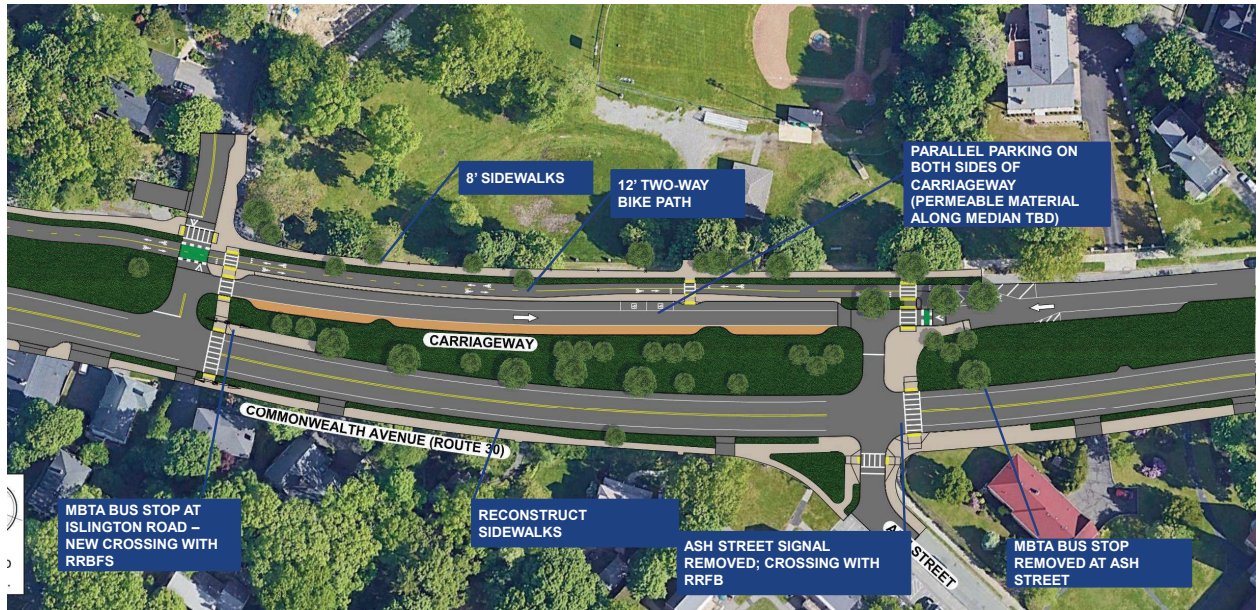 8' SIDEWALKS
12' TWO-WAY
BIKE PATH
PARALLEL PARKING ON
BOTH SIDES OF
CARRIAGEWAY
(PERMEABLE MATERIAL
ALONG MEDIAN TBD)
CARRIAGEWAY
COMMONWEALTH AVENUE (ROUTE 30)
MBTA BUS STOP AT
ISLINGTON ROAD –
NEW CROSSING WITH
RRBFS
RECONSTRUCT
SIDEWALKS
ASH STREET SIGNAL
REMOVED; CROSSING WITH
RRFB
STREET
MBTA BUS STOP
REMOVED AT ASH
STREET